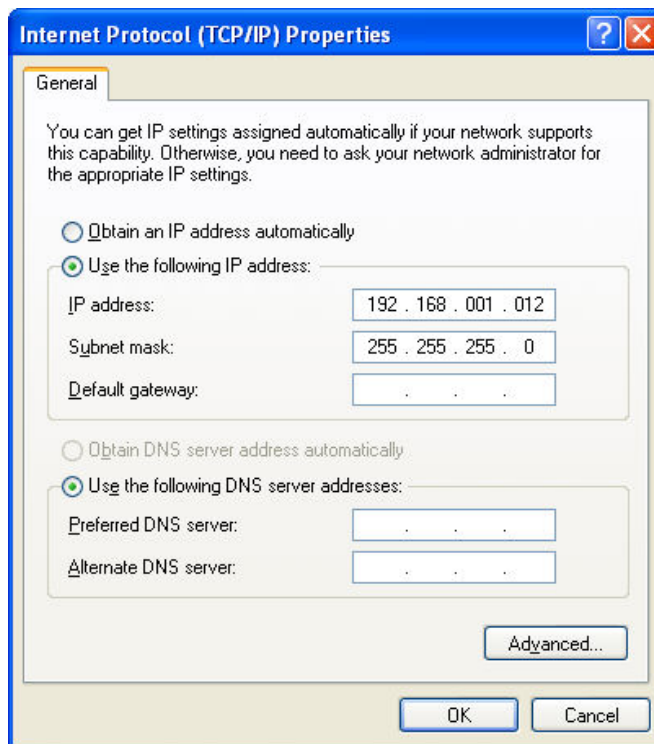 Internet Protocol (TCP/IP) Properties
General
You can get IP settings assigned automatically if your network supports
this capability. Otherwise, you need to ask your network administrator for
the appropriate IP settings.
Obtain an IP address automatically
Use the following IP address:
IP address: 192 . 168 . 001 . 012
Subnet mask: 255 . 255 . 255 . 0
Default gateway: . . .
Obtain DNS server address automatically
Use the following DNS server addresses:
Preferred DNS server: . . .
Alternate DNS server: . . .
Advanced...
OK Cancel